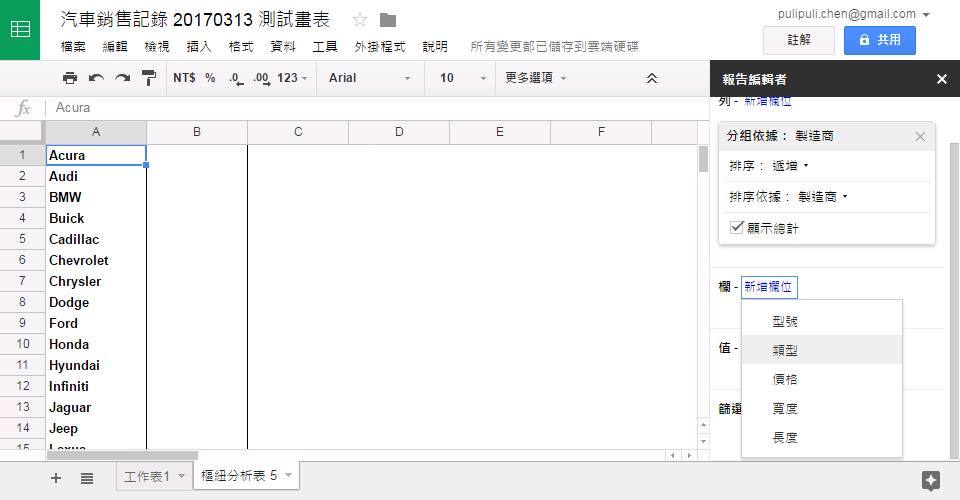 汽車銷售記錄 20170313 測試畫表
pulipuli.chen@gmail.com
檔案 編輯 檢視 插入 格式 資料 工具 外掛程式 說明 所有變更都已儲存到雲端硬碟
註解 共用
NT$ % .0 .00 123 Arial 10 更多選項
fx Acura
A B C D E F
1 Acura
2 Audi
3 BMW
4 Buick
5 Cadillac
6 Chevrolet
7 Chrysler
8 Dodge
9 Ford
10 Honda
11 Hyundai
12 Infiniti
13 Jaguar
14 Jeep
15 Lexus
報告編輯者
列 - 新增欄位
分組依據： 製造商
排序： 遞增
排序依據： 製造商
顯示總計
欄 - 新增欄位
型號
類型
價格
寬度
長度
值 -
篩選
工作表1 樞紐分析表 5